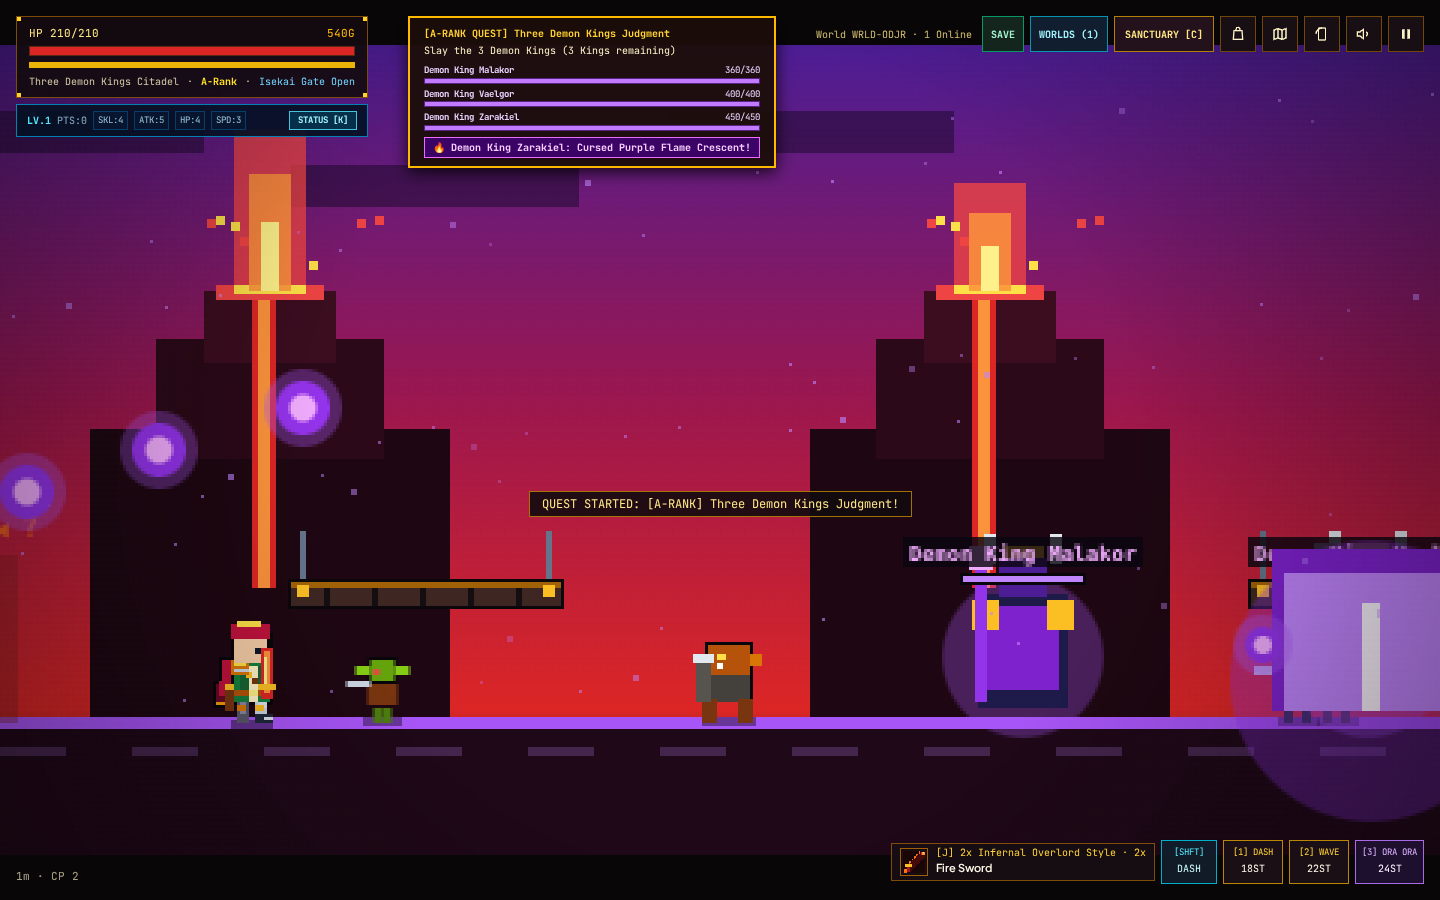 HP 210/210
540G
Three Demon Kings Citadel · A-Rank · Isekai Gate Open
LV.1 PTS:0 SKL:4 ATK:5 HP:4 SPD:3 STATUS [K]
[A-RANK QUEST] Three Demon Kings Judgment
Slay the 3 Demon Kings (3 Kings remaining)
Demon King Malakor 360/360
Demon King Vaelgor 400/400
Demon King Zarakiel 450/450
🔥 Demon King Zarakiel: Cursed Purple Flame Crescent!
World WRLD-ODJR · 1 Online
SAVE
WORLDS (1)
SANCTUARY [C]
QUEST STARTED: [A-RANK] Three Demon Kings Judgment!
Demon King Malakor
[J] 2x Infernal Overlord Style · 2x
Fire Sword
[SHFT]
DASH
[1] DASH
18ST
[2] WAVE
22ST
[3] ORA ORA
24ST
1m · CP 2